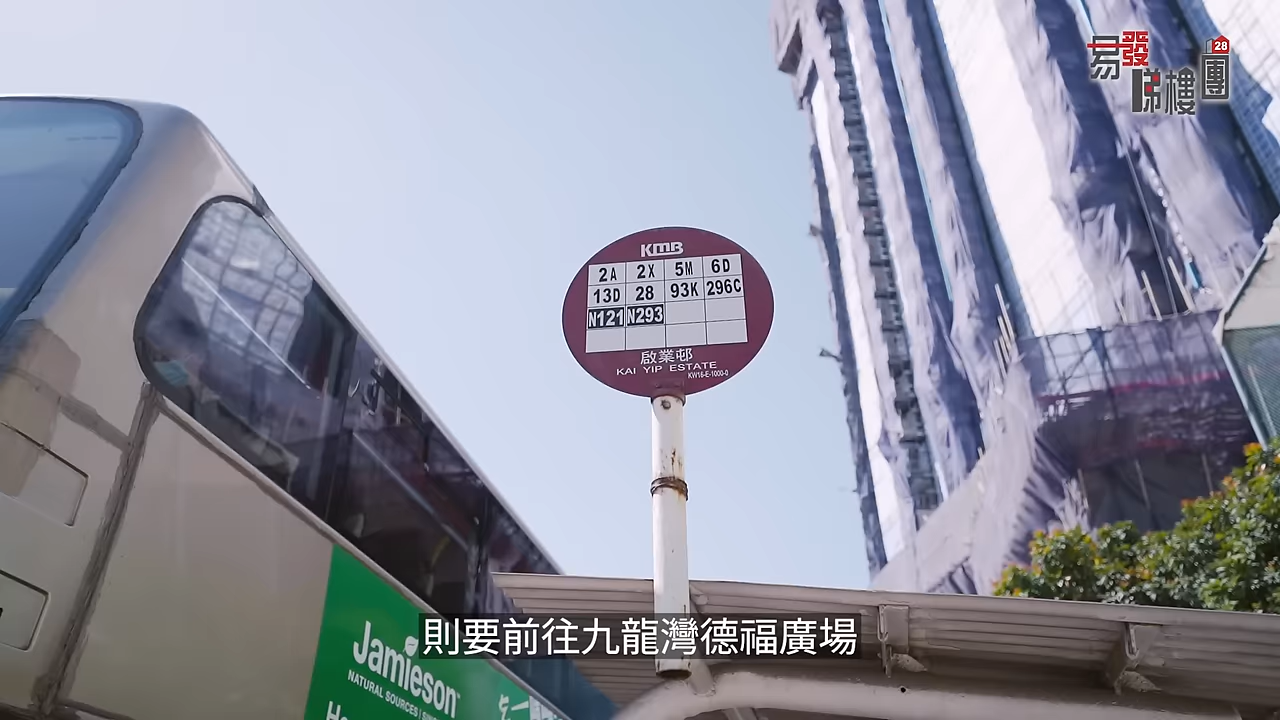 易發睇樓團
28
KMB
2A 2X 5M 6D
13D 28 93K 296C
N121 N293
啟業邨
KAI YIP ESTATE
KW16-E-1000-0
Jamieson
NATURAL SOURCES
則要前往九龍灣德福廣場